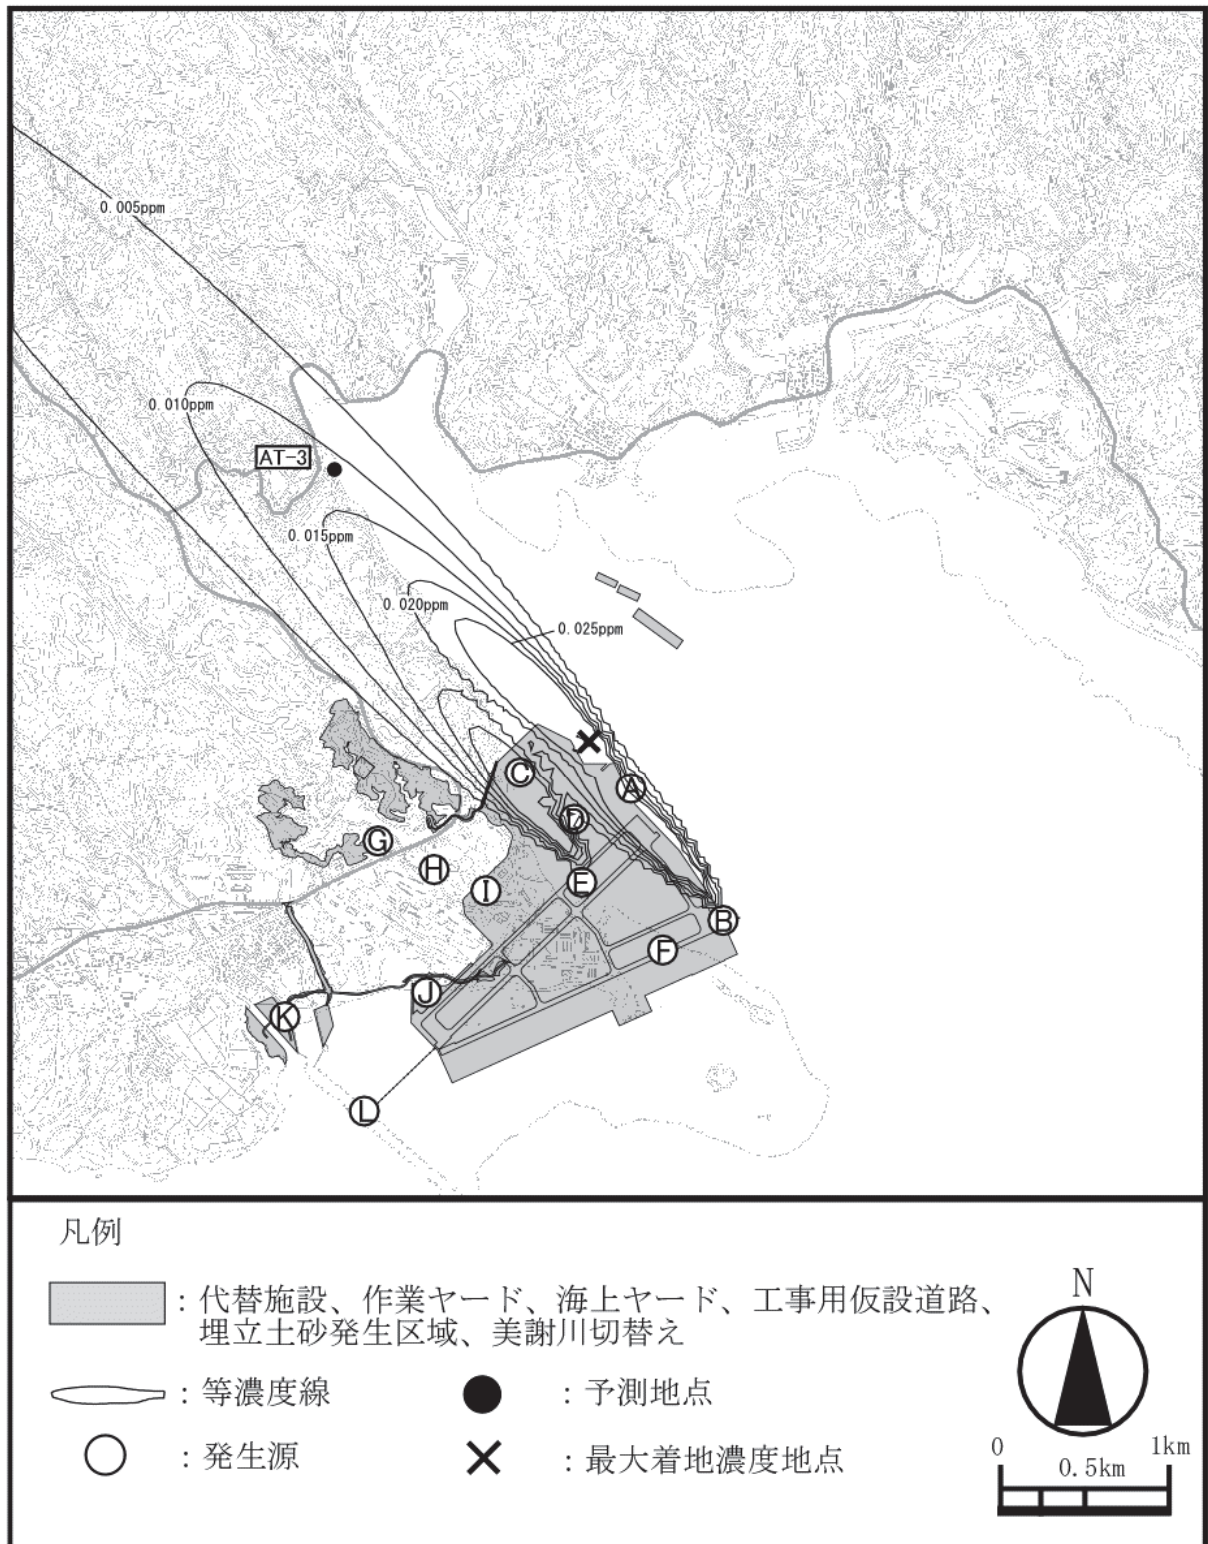 0.005ppm
0.010ppm
AT-3
0.015ppm
0.020ppm
0.025ppm
C
A
D
G
H
E
I
B
F
J
K
L
凡例
：代替施設、作業ヤード、海上ヤード、工事用仮設道路、
埋立土砂発生区域、美謝川切替え
：等濃度線
：予測地点
：発生源
：最大着地濃度地点
N
0
1km
0.5km